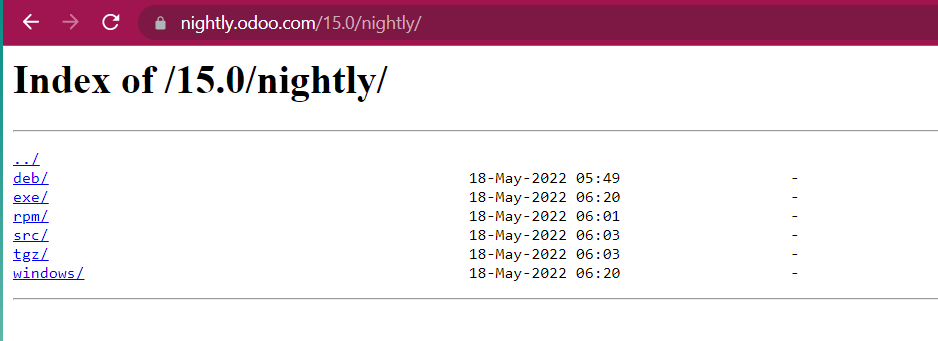 nightly.odoo.com/15.0/nightly/
Index of /15.0/nightly/
../
deb/ 18-May-2022 05:49 -
exe/ 18-May-2022 06:20 -
rpm/ 18-May-2022 06:01 -
src/ 18-May-2022 06:03 -
tgz/ 18-May-2022 06:03 -
windows/ 18-May-2022 06:20 -